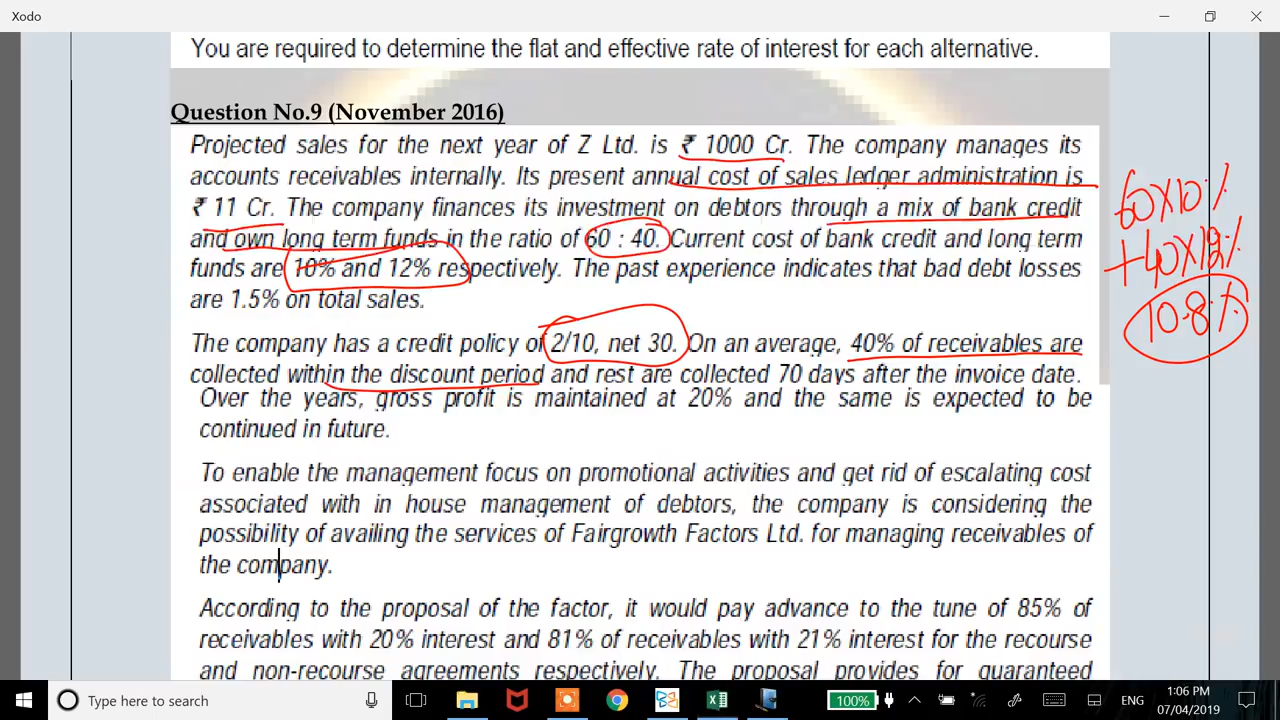 Xodo
You are required to determine the flat and effective rate of interest for each alternative.
Question No.9 (November 2016)
Projected sales for the next year of Z Ltd. is ₹ 1000 Cr. The company manages its
accounts receivables internally. Its present annual cost of sales ledger administration is
₹ 11 Cr. The company finances its investment on debtors through a mix of bank credit
and own long term funds in the ratio of 60 : 40. Current cost of bank credit and long term
funds are 10% and 12% respectively. The past experience indicates that bad debt losses
are 1.5% on total sales.
60x10%
+40x12%
10.8%
The company has a credit policy of 2/10, net 30. On an average, 40% of receivables are
collected within the discount period and rest are collected 70 days after the invoice date.
Over the years, gross profit is maintained at 20% and the same is expected to be
continued in future.
To enable the management focus on promotional activities and get rid of escalating cost
associated with in house management of debtors, the company is considering the
possibility of availing the services of Fairgrowth Factors Ltd. for managing receivables of
the company.
According to the proposal of the factor, it would pay advance to the tune of 85% of
receivables with 20% interest and 81% of receivables with 21% interest for the recourse
and non-recourse agreements respectively. The proposal provides for guaranteed
Type here to search
100%
ENG
1:06 PM
07/04/2019